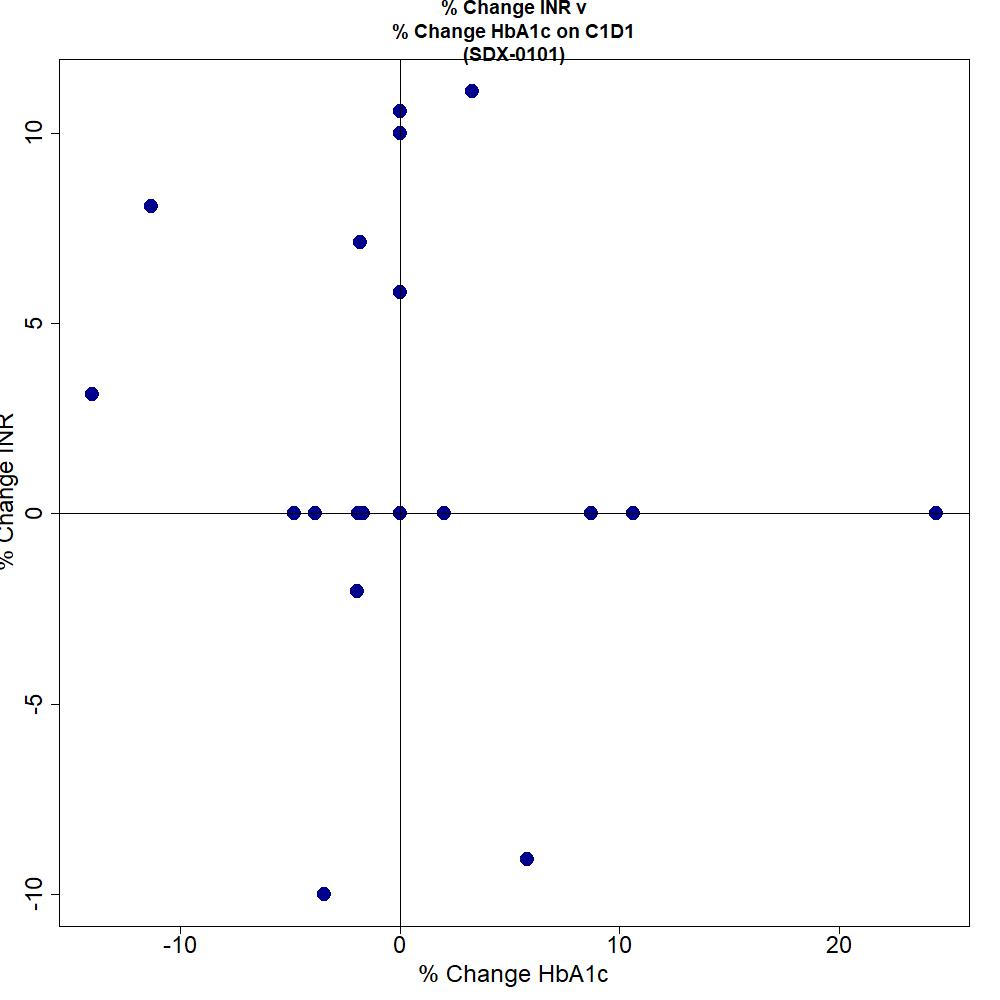 % Change INR v
% Change HbA1c on C1D1
(SDX-0101)
10
5
0
-5
-10
% Change INR
-10
0
10
20
% Change HbA1c